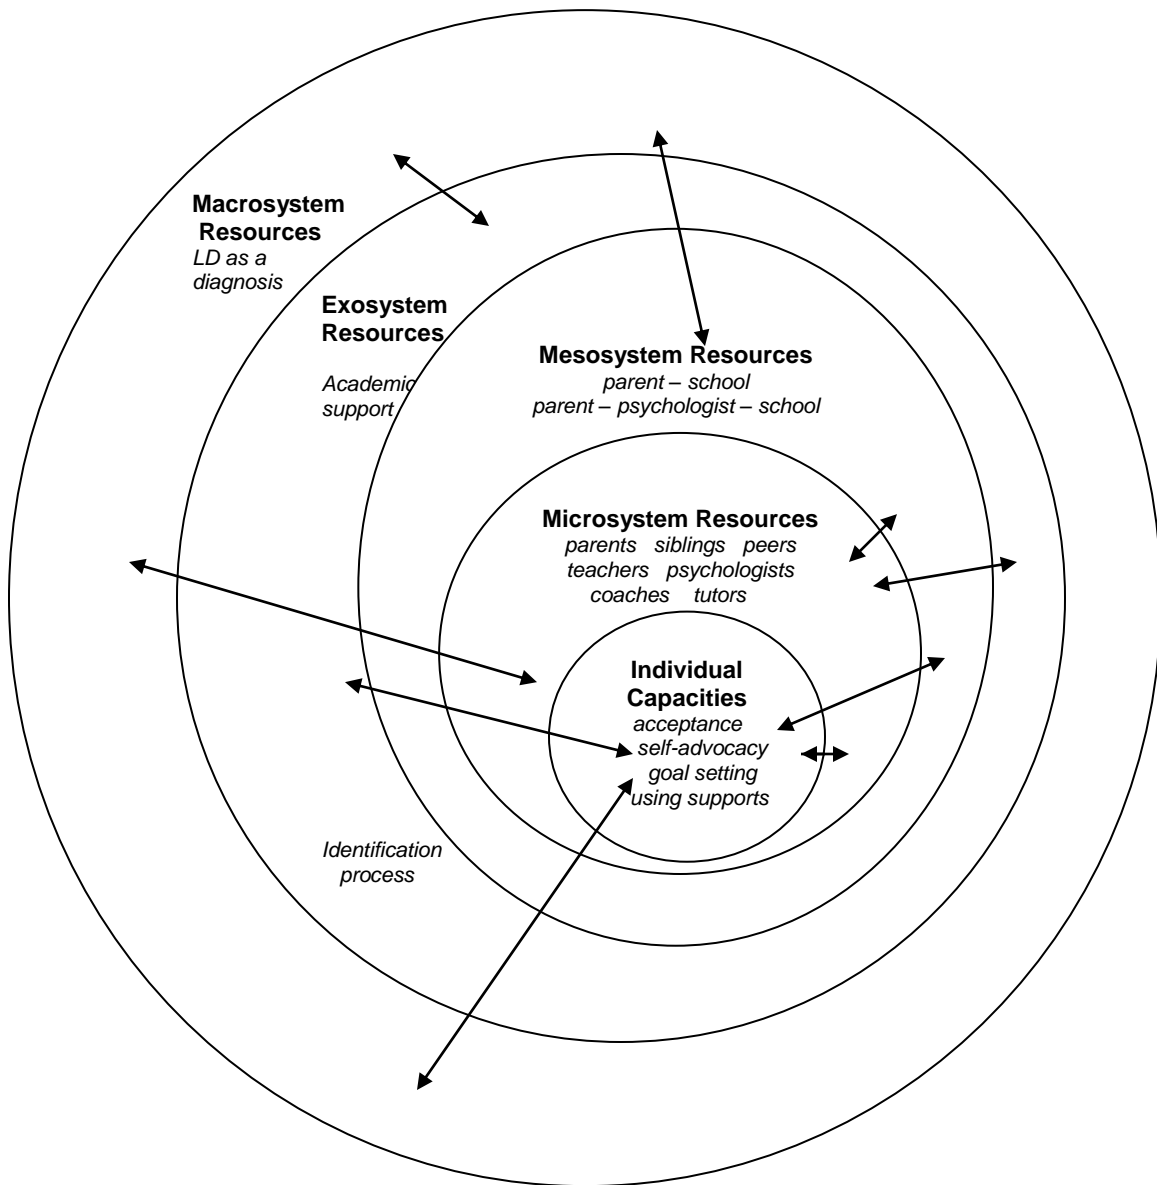 Macrosystem
Resources
LD as a
diagnosis
Exosystem
Resources
Academic
support
Mesosystem Resources
parent – school
parent – psychologist – school
Microsystem Resources
parents siblings peers
teachers psychologists
coaches tutors
Individual
Capacities
acceptance
self-advocacy
goal setting
using supports
Identification
process